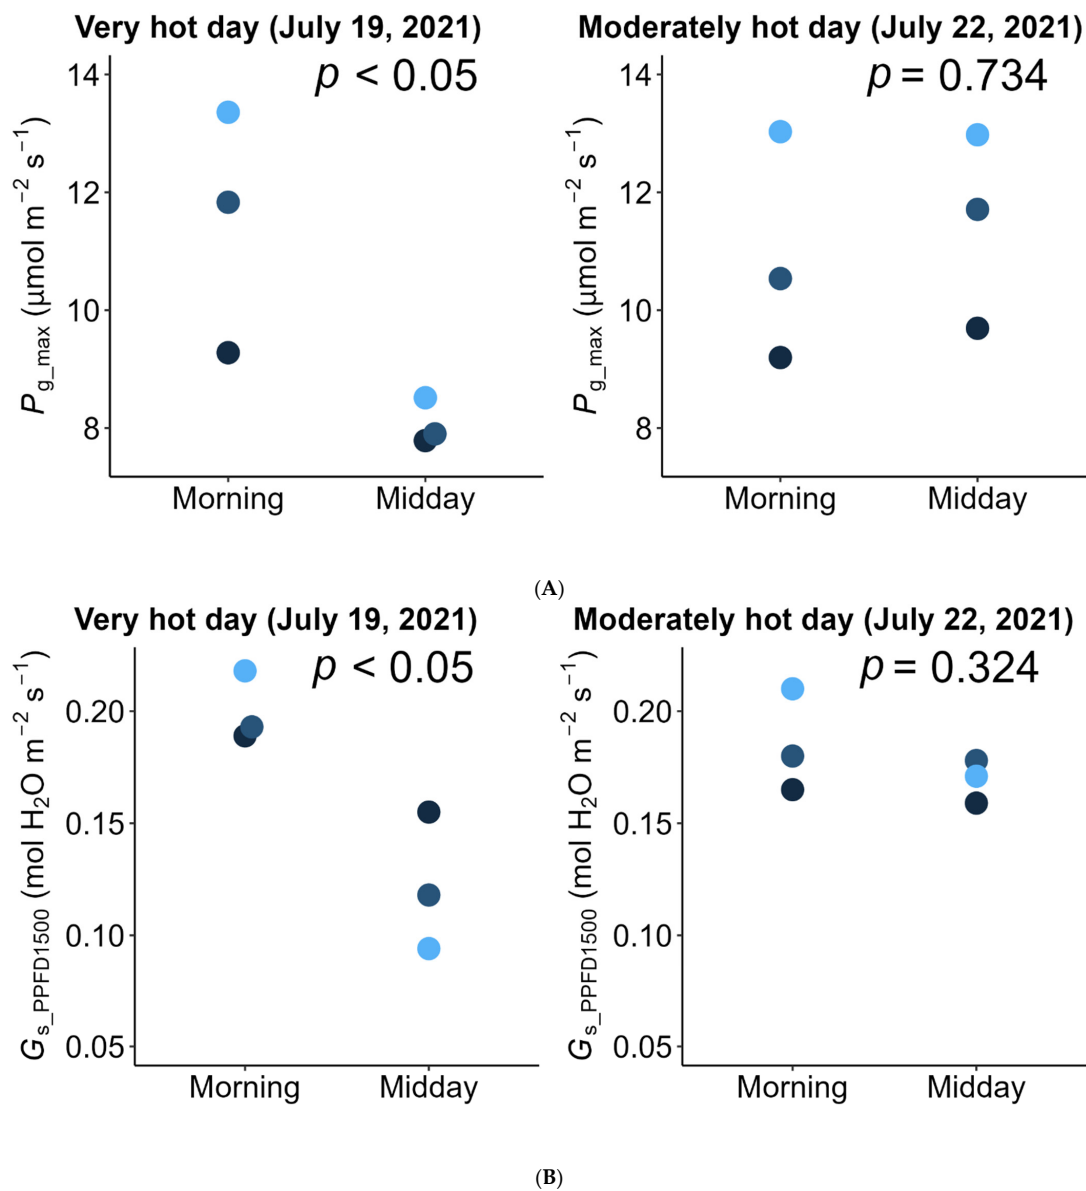 Very hot day (July 19, 2021)
p < 0.05
14
12
10
8
P g_max (μmol m−2 s−1)
Morning Midday
Moderately hot day (July 22, 2021)
p = 0.734
14
12
10
8
P g_max (μmol m−2 s−1)
Morning Midday
(A)
Very hot day (July 19, 2021)
p < 0.05
0.20
0.15
0.10
0.05
G s_PPFD1500 (mol H2O m−2 s−1)
Morning Midday
Moderately hot day (July 22, 2021)
p = 0.324
0.20
0.15
0.10
0.05
G s_PPFD1500 (mol H2O m−2 s−1)
Morning Midday
(B)